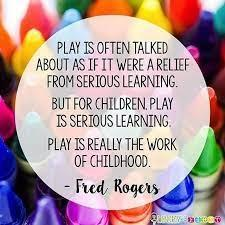 PLAY IS OFTEN TALKED
ABOUT AS IF IT WERE A RELIEF
FROM SERIOUS LEARNING.
BUT FOR CHILDREN, PLAY
IS SERIOUS LEARNING.
PLAY IS REALLY THE WORK
OF CHILDHOOD.
- Fred Rogers